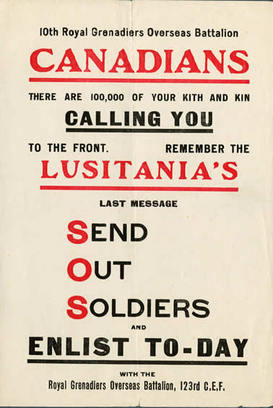 10th Royal Grenadiers Overseas Battalion
CANADIANS
THERE ARE 100,000 OF YOUR KITH AND KIN
CALLING YOU
TO THE FRONT. REMEMBER THE
LUSITANIA'S
LAST MESSAGE
SEND
OUT
SOLDIERS
AND
ENLIST TO-DAY
WITH THE
Royal Grenadiers Overseas Battalion, 123rd C.E.F.